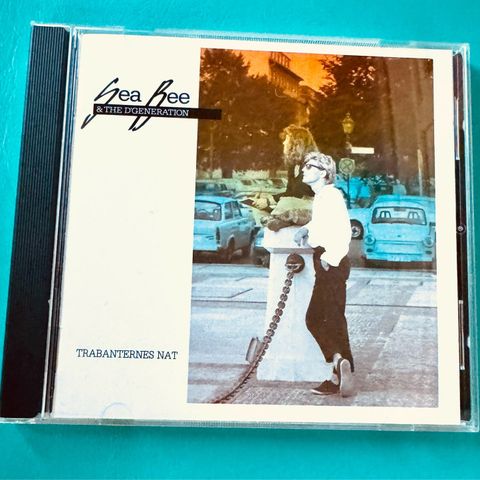 Sea Bee
& THE D'GENERATION
TRABANTERNES NAT